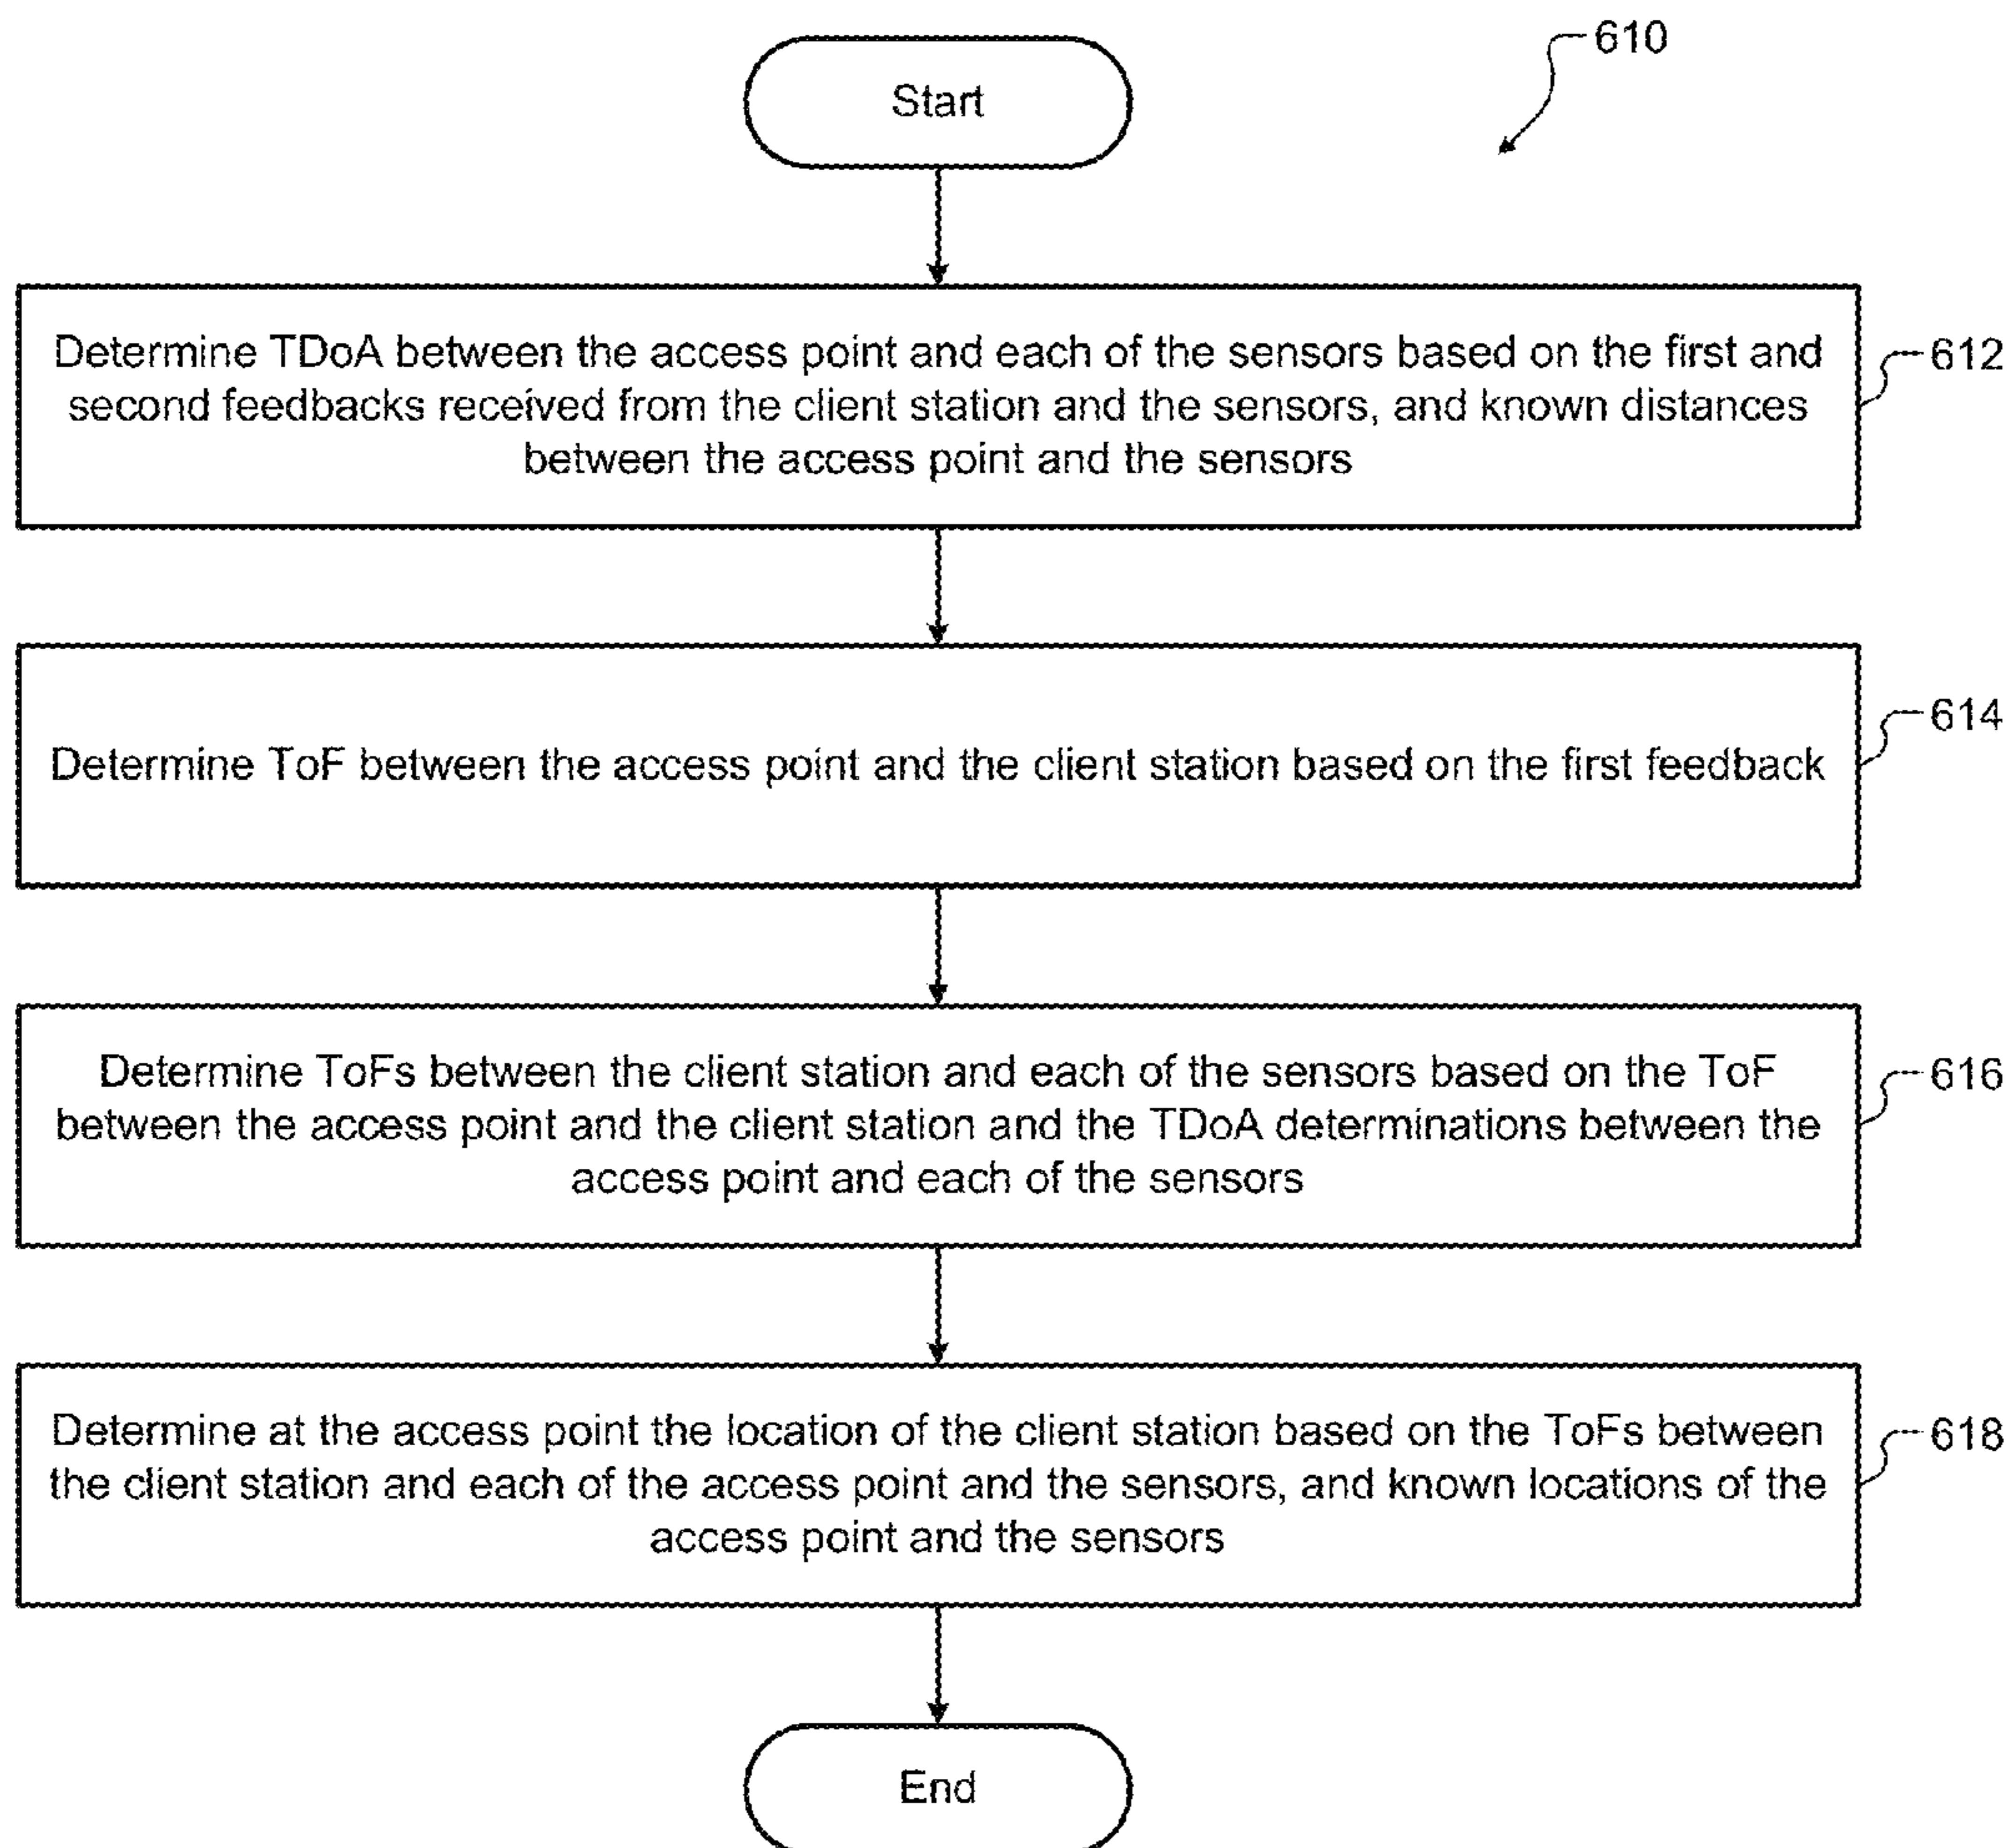 610
Start
Determine TDoA between the access point and each of the sensors based on the first and
second feedbacks received from the client station and the sensors, and known distances
between the access point and the sensors
612
Determine ToF between the access point and the client station based on the first feedback
614
Determine ToFs between the client station and each of the sensors based on the ToF
between the access point and the client station and the TDoA determinations between the
access point and each of the sensors
616
Determine at the access point the location of the client station based on the ToFs between
the client station and each of the access point and the sensors, and known locations of the
access point and the sensors
618
End